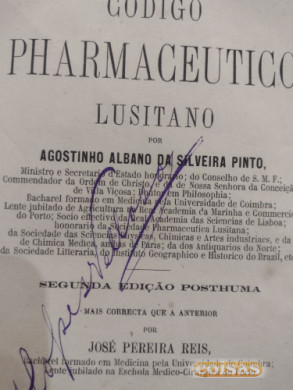 CODIGO
PHARMACEUTICO
LUSITANO
POR
AGOSTINHO ALBANO DA SILVEIRA PINTO,
Ministro e Secretario d'Estado honorario; do Conselho de S. M. F.;
Commendador da Ordem de Christo, e da de Nossa Senhora da Conceição
de Villa Viçosa; Doutor em Philosophia;
Bacharel formado em Medicina pela Universidade de Coimbra;
Lente jubilado de Agricultura na Real Academia da Marinha e Commercio
do Porto; Socio effectivo da Real Academia das Sciencias de Lisboa;
honorario da Sociedade Pharmaceutica Lusitana;
da Sociedade das Sciencias Physicas, Chimicas e Artes industriaes, e da
de Chimica Medica, ambas de Paris; da dos Antiquarios do Norte;
da Sociedade Litteraria, do Instituto Geographico e Historico do Brazil, etc
SEGUNDA EDIÇÃO POSTHUMA
MAIS CORRECTA QUE A ANTERIOR
POR
JOSÉ PEREIRA REIS,
Bacharel formado em Medicina pela Universidade de Coimbra;
Lente jubilado na Eschola Medico-Cirur
COISAS